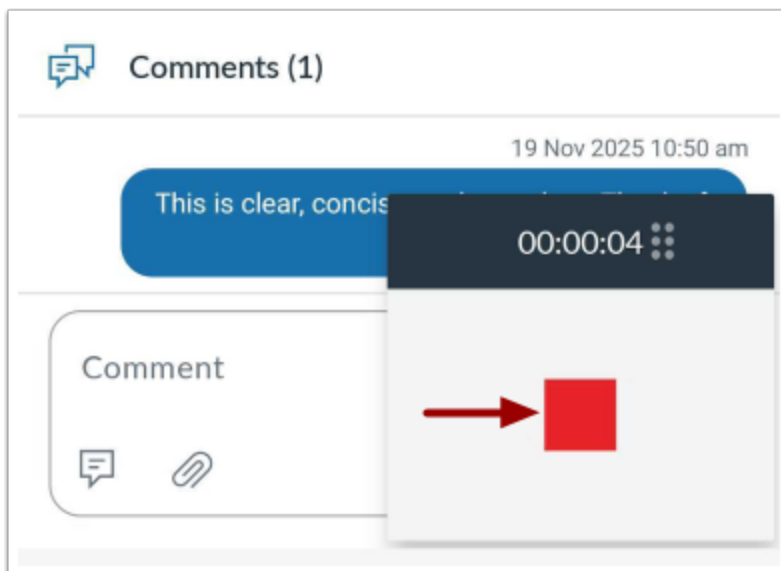 Comments (1)
19 Nov 2025 10:50 am
This is clear, concis
00:00:04
Comment